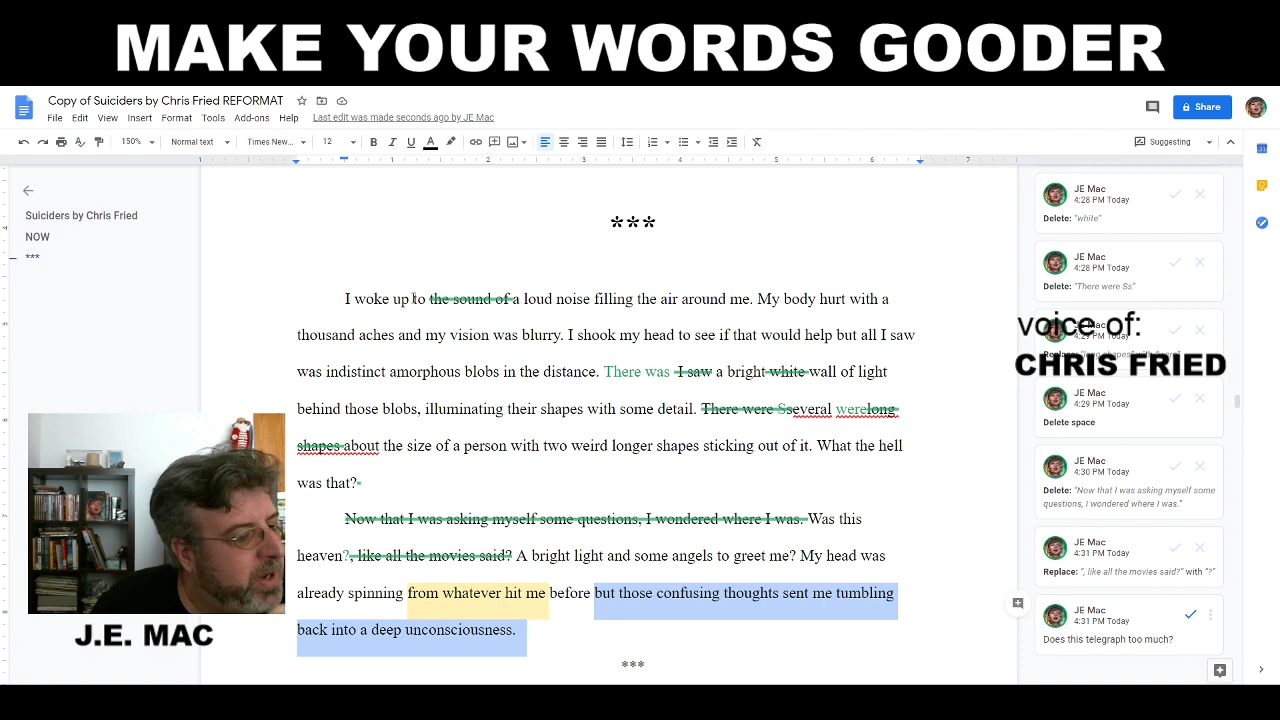 MAKE YOUR WORDS GOODER
Copy of Suiciders by Chris Fried REFORMAT
File Edit View Insert Format Tools Add-ons Help Last edit was made seconds ago by JE Mac
Share
150% Normal text Times New... 12 B I U A Suggesting
1 1 2 3 4 5 6 7
Suiciders by Chris Fried
NOW
***
***
I woke up to the sound of a loud noise filling the air around me. My body hurt with a
thousand aches and my vision was blurry. I shook my head to see if that would help but all I saw
was indistinct amorphous blobs in the distance. There was I saw a bright white wall of light
behind those blobs, illuminating their shapes with some detail. There were Sseveral werelong
shapes about the size of a person with two weird longer shapes sticking out of it. What the hell
was that?
Now that I was asking myself some questions, I wondered where I was. Was this
heaven?, like all the movies said? A bright light and some angels to greet me? My head was
already spinning from whatever hit me before but those confusing thoughts sent me tumbling
back into a deep unconsciousness.
***
JE Mac
4:28 PM Today
Delete: "white"
JE Mac
4:28 PM Today
Delete: "There were Ss"
voice of:
CHRIS FRIED
4:29 PM Today
JE Mac
4:29 PM Today
Delete space
JE Mac
4:30 PM Today
Delete: "Now that I was asking myself some
questions, I wondered where I was."
JE Mac
4:31 PM Today
Replace: ", like all the movies said?" with "?"
JE Mac
4:31 PM Today
Does this telegraph too much?
J.E. MAC